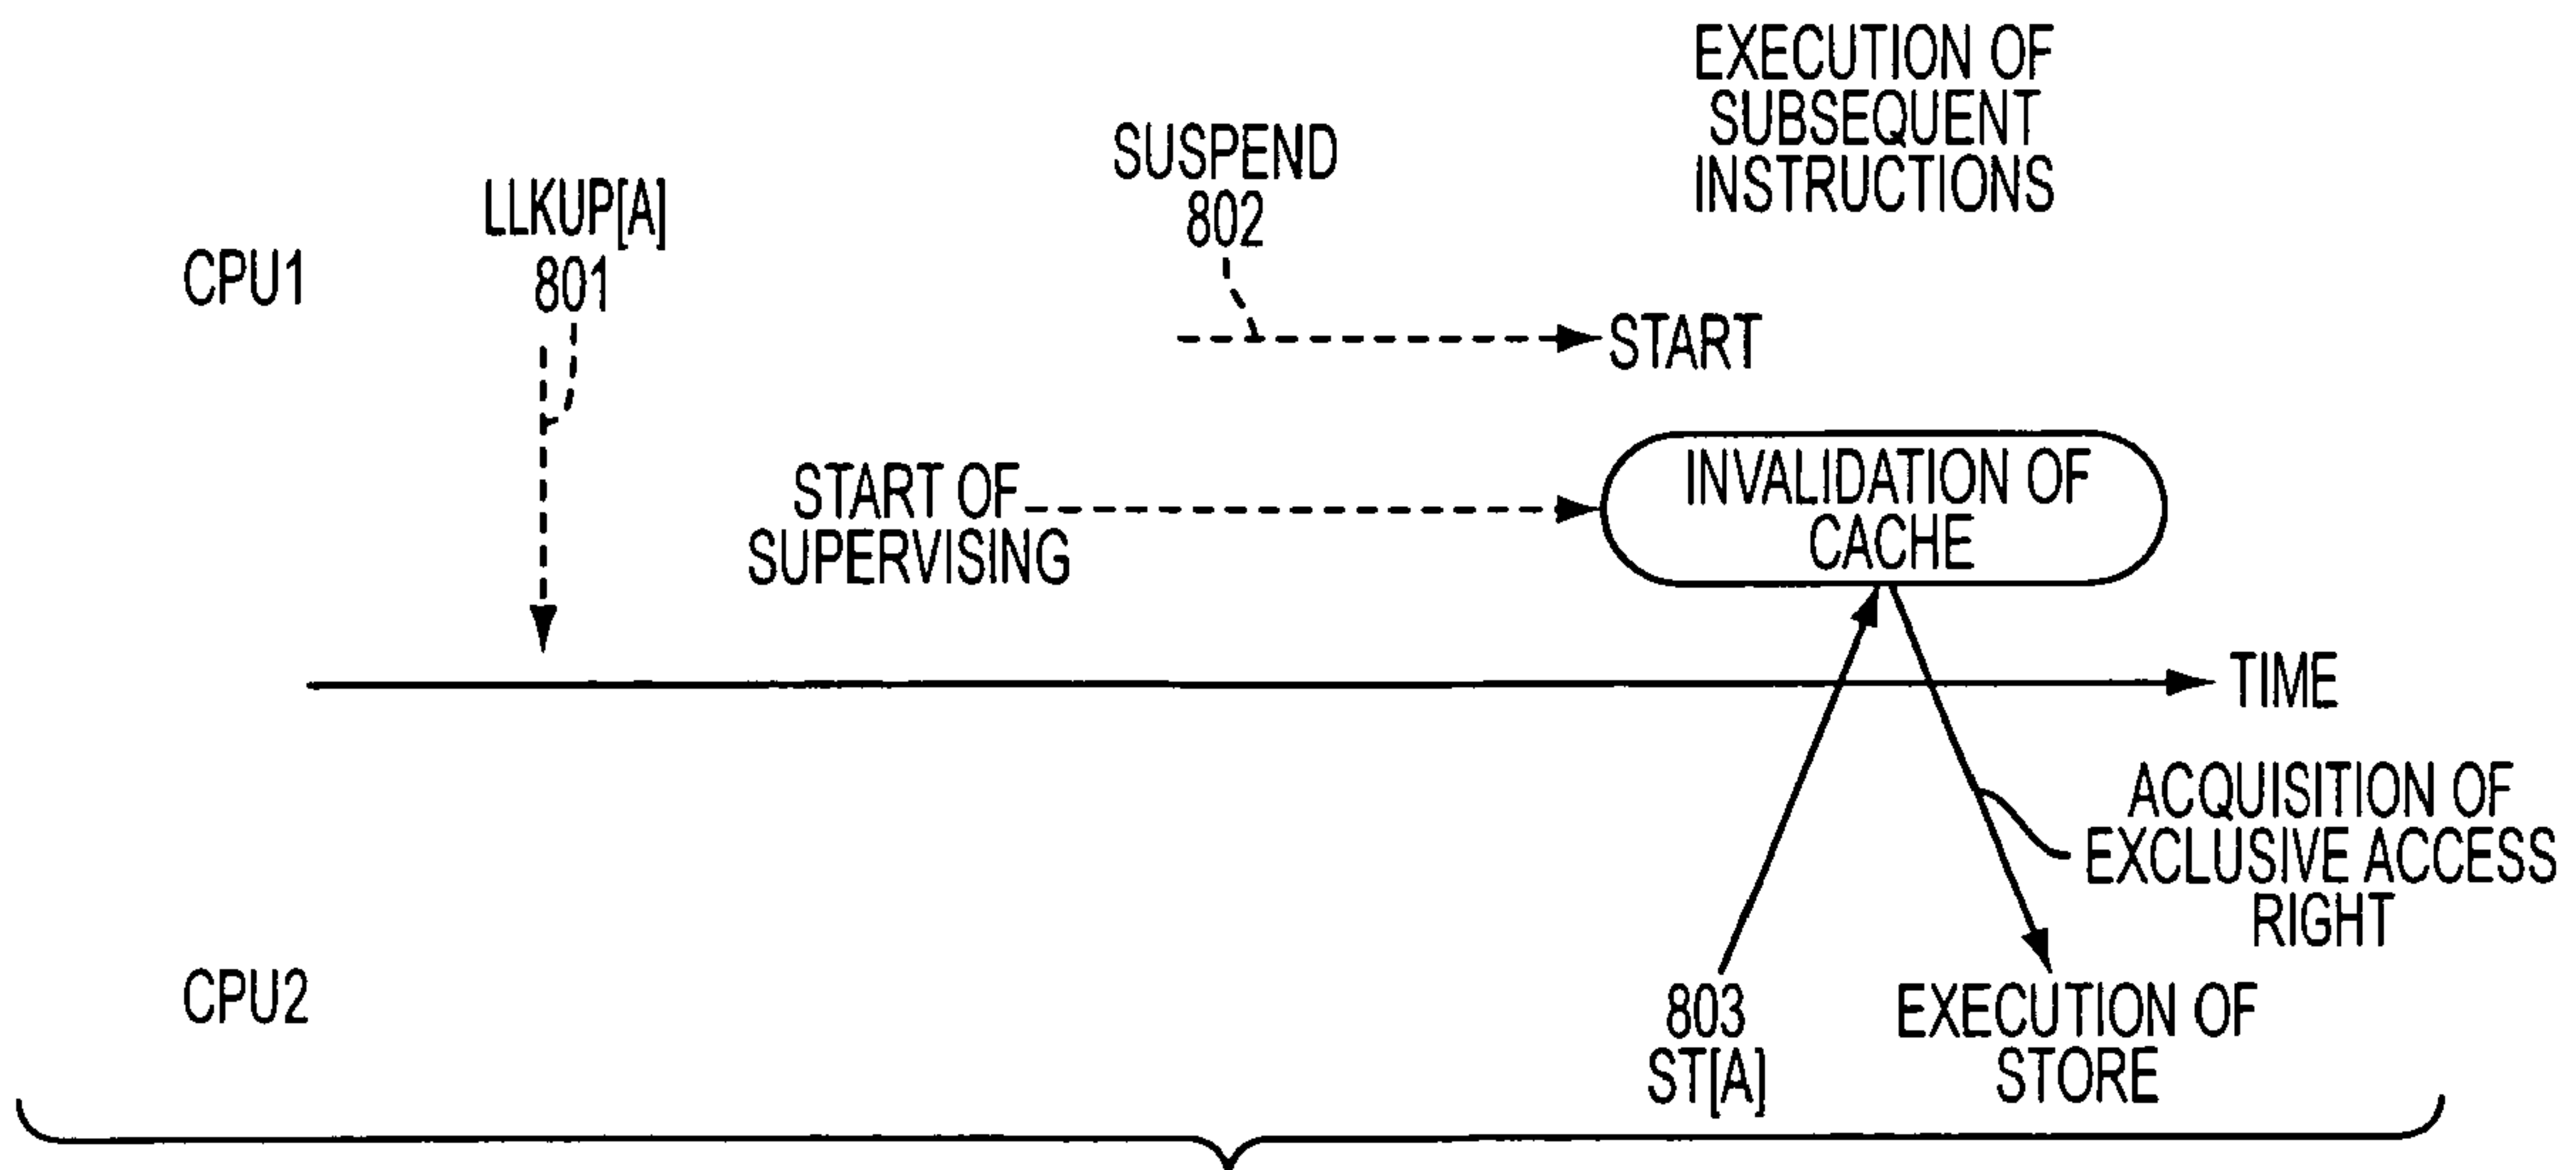 EXECUTION OF
SUBSEQUENT
INSTRUCTIONS
SUSPEND
802
LLKUP[A]
801
CPU1
START
START OF
SUPERVISING
INVALIDATION OF
CACHE
TIME
ACQUISITION OF
EXCLUSIVE ACCESS
RIGHT
CPU2
803
ST[A]
EXECUTION OF
STORE